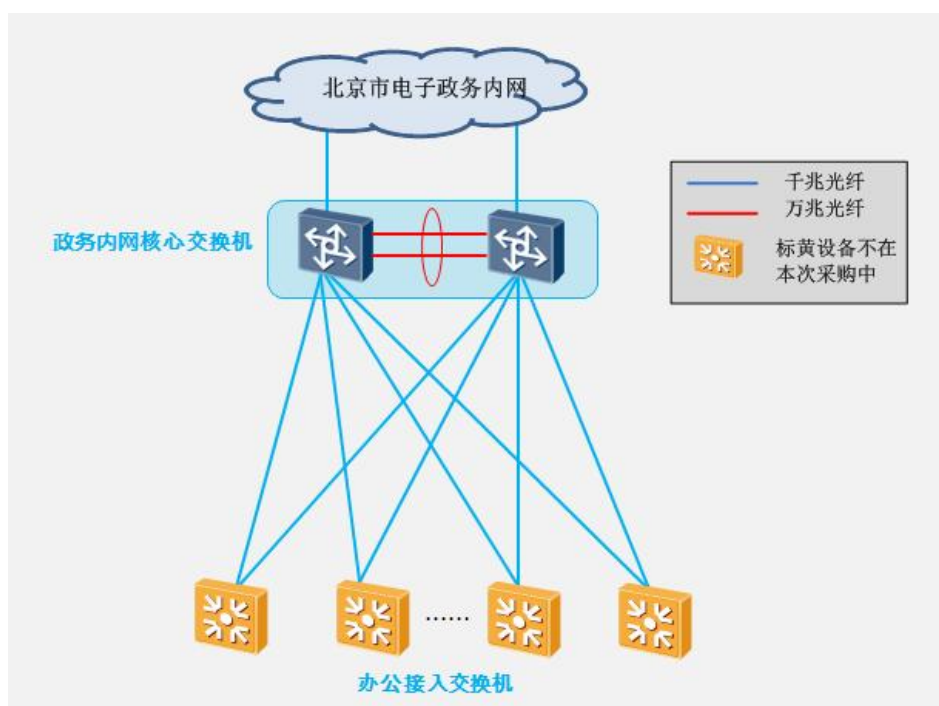 北京市电子政务内网
千兆光纤
万兆光纤
标黄设备不在
本次采购中
政务内网核心交换机
……
办公接入交换机